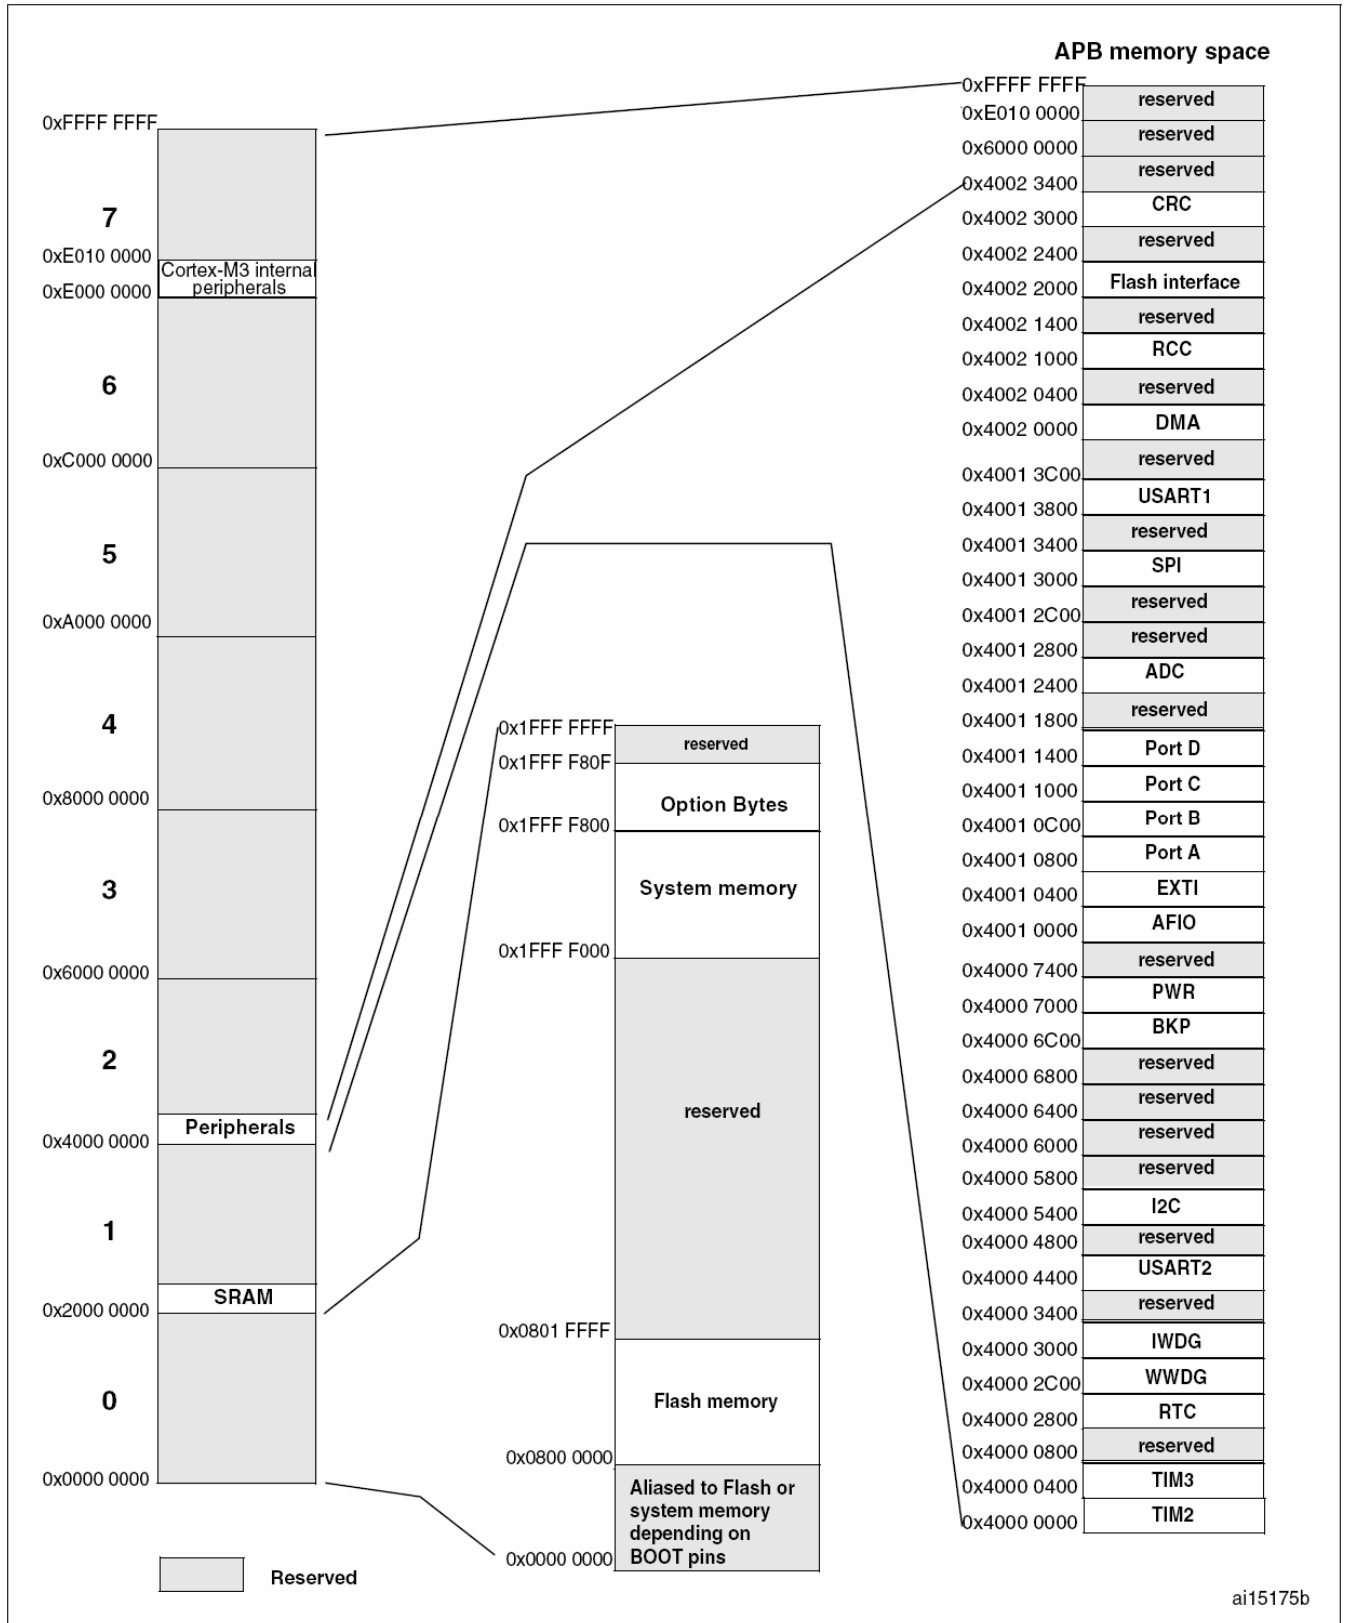 APB memory space
0xFFFF FFFF
reserved
0xE010 0000
reserved
0x6000 0000
reserved
0x4002 3400
CRC
0x4002 3000
reserved
0x4002 2400
Flash interface
0x4002 2000
reserved
0x4002 1400
RCC
0x4002 1000
reserved
0x4002 0400
DMA
0x4002 0000
reserved
0x4001 3C00
USART1
0x4001 3800
reserved
0x4001 3400
SPI
0x4001 3000
reserved
0x4001 2C00
reserved
0x4001 2800
ADC
0x4001 2400
reserved
0x4001 1800
Port D
0x4001 1400
Port C
0x4001 1000
Port B
0x4001 0C00
Port A
0x4001 0800
EXTI
0x4001 0400
AFIO
0x4001 0000
reserved
0x4000 7400
PWR
0x4000 7000
BKP
0x4000 6C00
reserved
0x4000 6800
reserved
0x4000 6400
reserved
0x4000 6000
reserved
0x4000 5800
I2C
0x4000 5400
reserved
0x4000 4800
USART2
0x4000 4400
reserved
0x4000 3400
IWDG
0x4000 3000
WWDG
0x4000 2C00
RTC
0x4000 2800
reserved
0x4000 0800
TIM3
0x4000 0400
TIM2
0x4000 0000
0xFFFF FFFF
7
0xE010 0000
Cortex-M3 internal
peripherals
0xE000 0000
6
0xC000 0000
5
0xA000 0000
4
0x8000 0000
3
0x6000 0000
2
Peripherals
0x4000 0000
1
SRAM
0x2000 0000
0
0x0000 0000
0x1FFF FFFF
reserved
0x1FFF F80F
Option Bytes
0x1FFF F800
System memory
0x1FFF F000
reserved
0x0801 FFFF
Flash memory
0x0800 0000
Aliased to Flash or
system memory
depending on
BOOT pins
0x0000 0000
Reserved
ai15175b